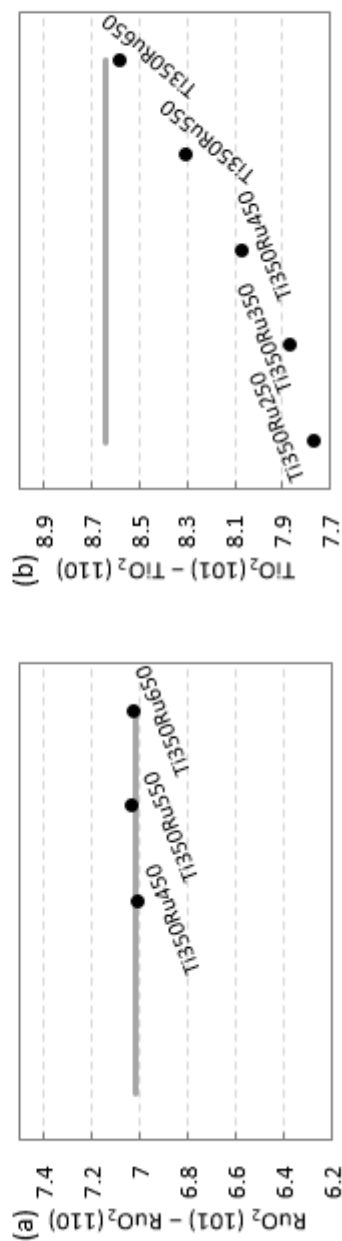 (a)
RuO2 (101) – RuO2 (110)
7.4
7.2
7
6.8
6.6
6.4
6.2
Ti350Ru450
Ti350Ru550
Ti350Ru650
(b)
TiO2 (101) – TiO2 (110)
8.9
8.7
8.5
8.3
8.1
7.9
7.7
Ti350Ru250
Ti350Ru350
Ti350Ru450
Ti350Ru550
Ti350Ru650